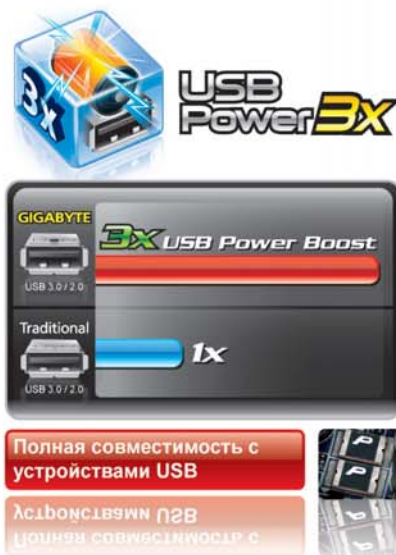 3x
USB
Power 3x
GIGABYTE
3x USB Power Boost
USB 3.0 / 2.0
Traditional
1x
USB 3.0 / 2.0
Полная совместимость с
устройствами USB
P
P